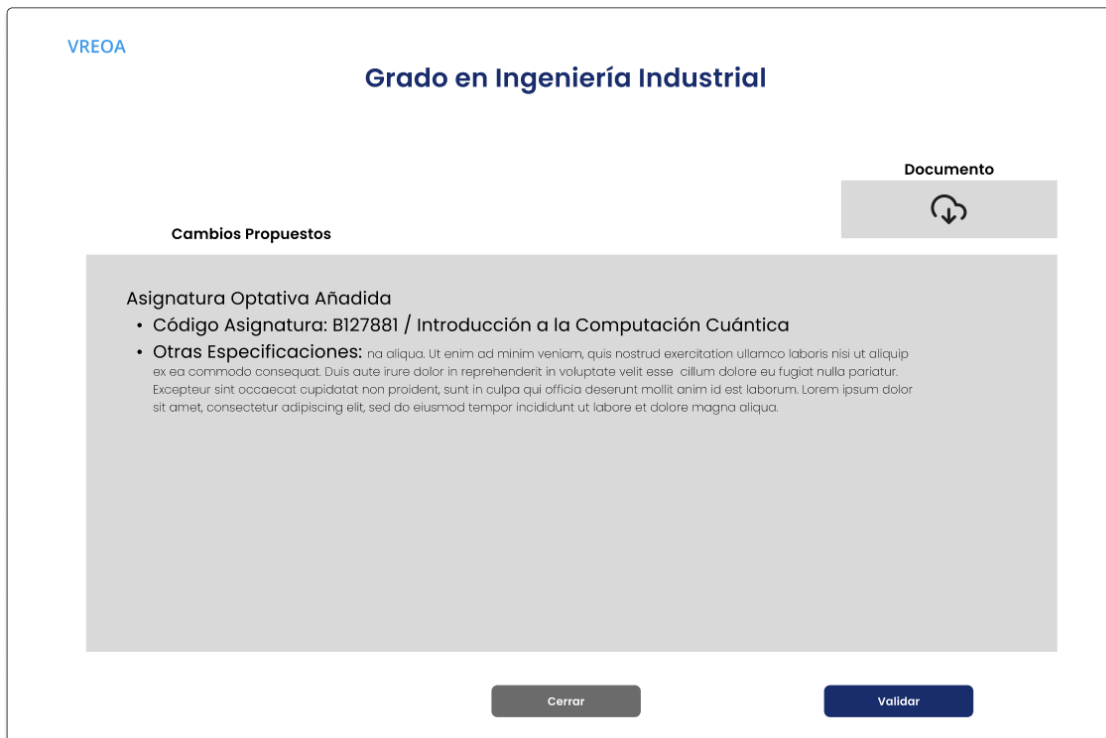 VREOA
Grado en Ingeniería Industrial
Documento
Cambios Propuestos
Asignatura Optativa Añadida
• Código Asignatura: B127881 / Introducción a la Computación Cuántica
• Otras Especificaciones: na aliqua. Ut enim ad minim veniam, quis nostrud exercitation ullamco laboris nisi ut aliquip
ex ea commodo consequat. Duis aute irure dolor in reprehenderit in voluptate velit esse cillum dolore eu fugiat nulla pariatur.
Excepteur sint occaecat cupidatat non proident, sunt in culpa qui officia deserunt mollit anim id est laborum. Lorem ipsum dolor
sit amet, consectetur adipiscing elit, sed do eiusmod tempor incididunt ut labore et dolore magna aliqua.
Cerrar
Validar